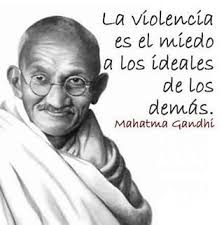 La violencia
es el miedo
a los ideales
de los
demás.
Mahatma Gandhi